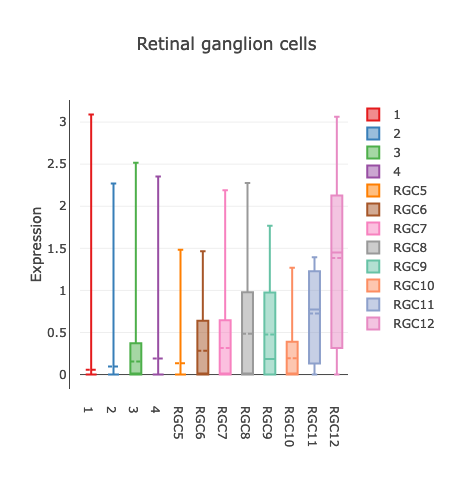 Retinal ganglion cells
Expression
3
2.5
2
1.5
1
0.5
0
1
2
3
4
RGC5
RGC6
RGC7
RGC8
RGC9
RGC10
RGC11
RGC12
1
2
3
4
RGC5
RGC6
RGC7
RGC8
RGC9
RGC10
RGC11
RGC12